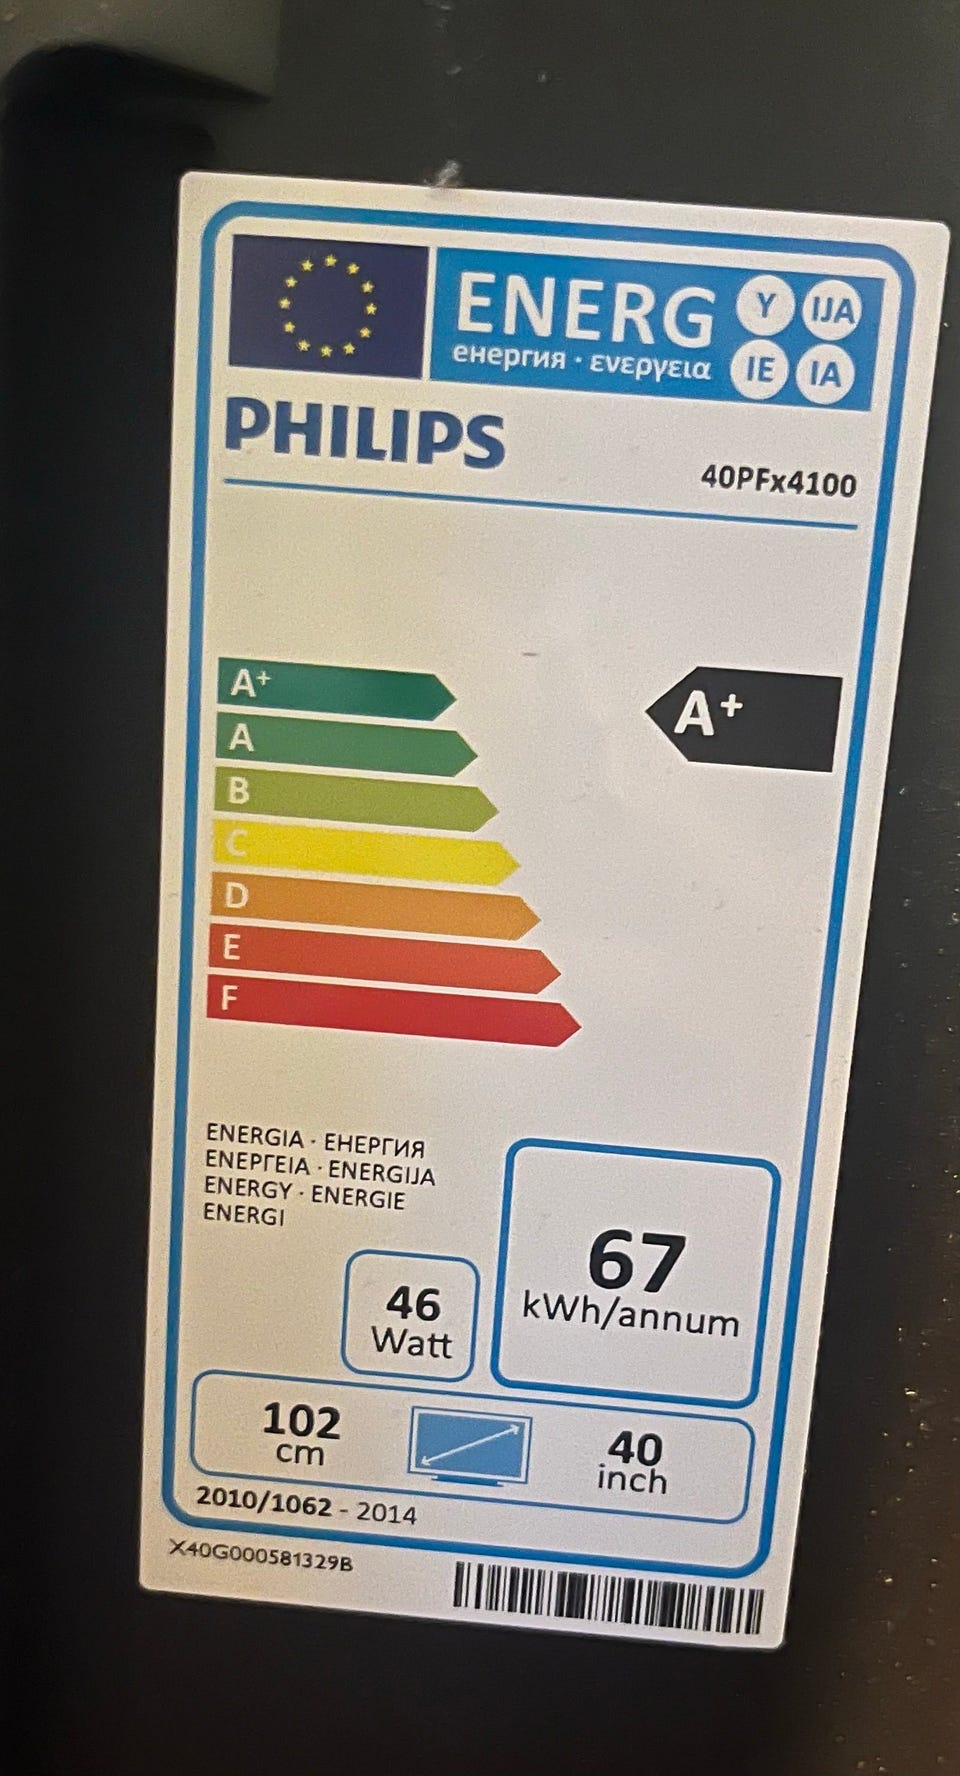 ENERG Y IJA
енергия · ενεργεια IE IA
PHILIPS
40PFx4100
A+
A+
A
B
C
D
E
F
ENERGIA · ЕНЕРГИЯ
ΕΝΕΡΓΕΙΑ · ENERGIJA
ENERGY · ENERGIE
ENERGI
67
kWh/annum
46
Watt
102
cm
40
inch
2010/1062 - 2014
X40G000581329B